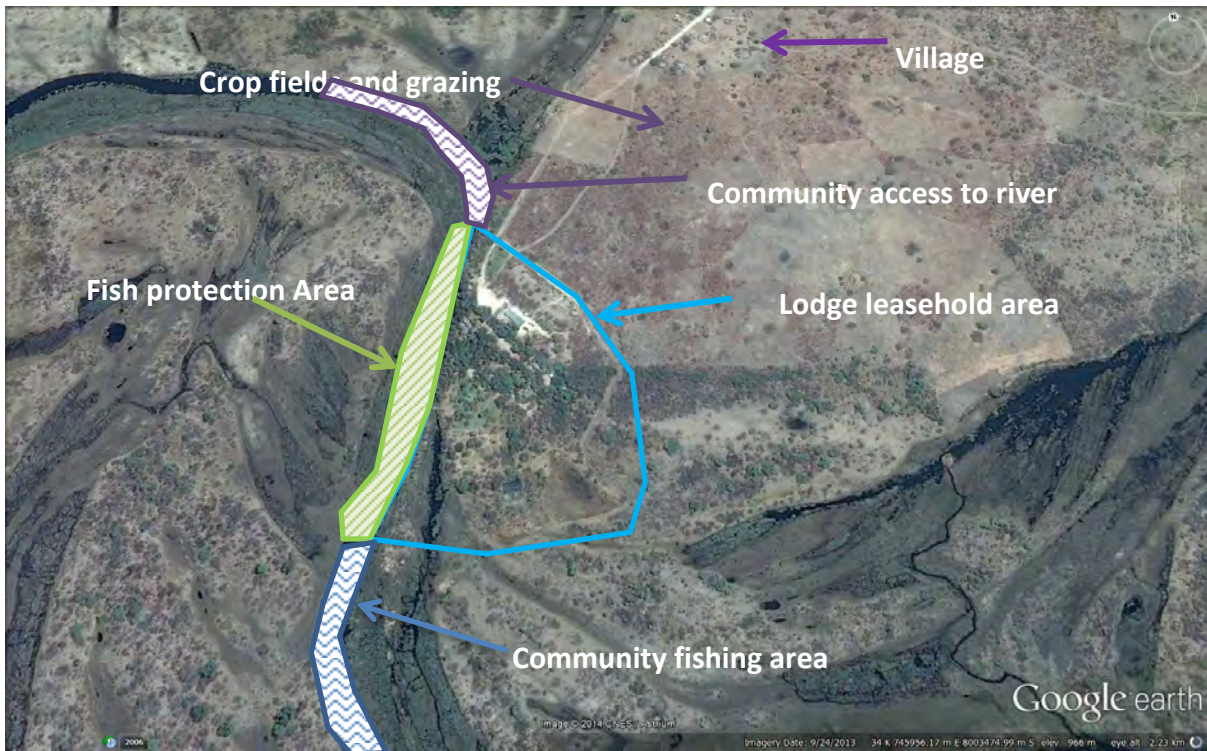 N
Village
Crop fields and grazing
Community access to river
Fish protection Area
Lodge leasehold area
Community fishing area
Google earth
Image © 2014 CNES / Astrium
2006
Imagery Date: 9/24/2013 34 K 745956.17 m E 8003474.99 m S elev 966 m eye alt 2.23 km